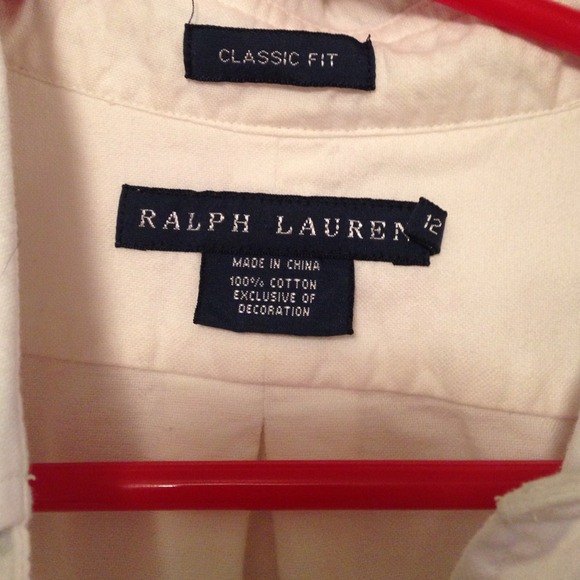 CLASSIC FIT
RALPH LAUREN 12
MADE IN CHINA
100% COTTON
EXCLUSIVE OF
DECORATION